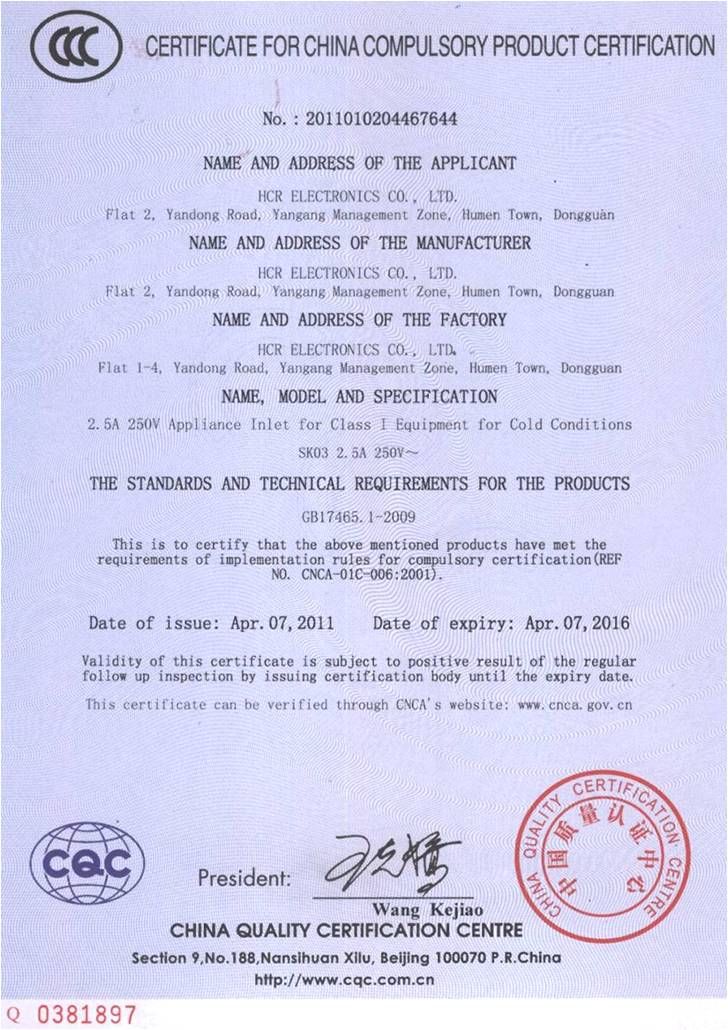 CCC CERTIFICATE FOR CHINA COMPULSORY PRODUCT CERTIFICATION
No. : 2011010204467644
NAME AND ADDRESS OF THE APPLICANT
HCR ELECTRONICS CO., LTD.
Flat 2, Yandong Road, Yangang Management Zone, Humen Town, Dongguan
NAME AND ADDRESS OF THE MANUFACTURER
HCR ELECTRONICS CO., LTD.
Flat 2, Yandong Road, Yangang Management Zone, Humen Town, Dongguan
NAME AND ADDRESS OF THE FACTORY
HCR ELECTRONICS CO., LTD.
Flat 1-4, Yandong Road, Yangang Management Zone, Humen Town, Dongguan
NAME, MODEL AND SPECIFICATION
2.5A 250V Appliance Inlet for Class I Equipment for Cold Conditions
SK03 2.5A 250V~
THE STANDARDS AND TECHNICAL REQUIREMENTS FOR THE PRODUCTS
GB17465.1-2009
This is to certify that the above mentioned products have met the
requirements of implementation rules for compulsory certification(REF
NO. CNCA-01C-006:2001).
Date of issue: Apr.07,2011 Date of expiry: Apr.07,2016
Validity of this certificate is subject to positive result of the regular
follow up inspection by issuing certification body until the expiry date.
This certificate can be verified through CNCA's website: www.cnca.gov.cn
CHINA QUALITY CERTIFICATION CENTRE
中国质量认证中心
CQC
President:
Wang Kejiao
CHINA QUALITY CERTIFICATION CENTRE
Section 9,No.188,Nansihuan Xilu, Beijing 100070 P.R.China
http://www.cqc.com.cn
Q 0381897